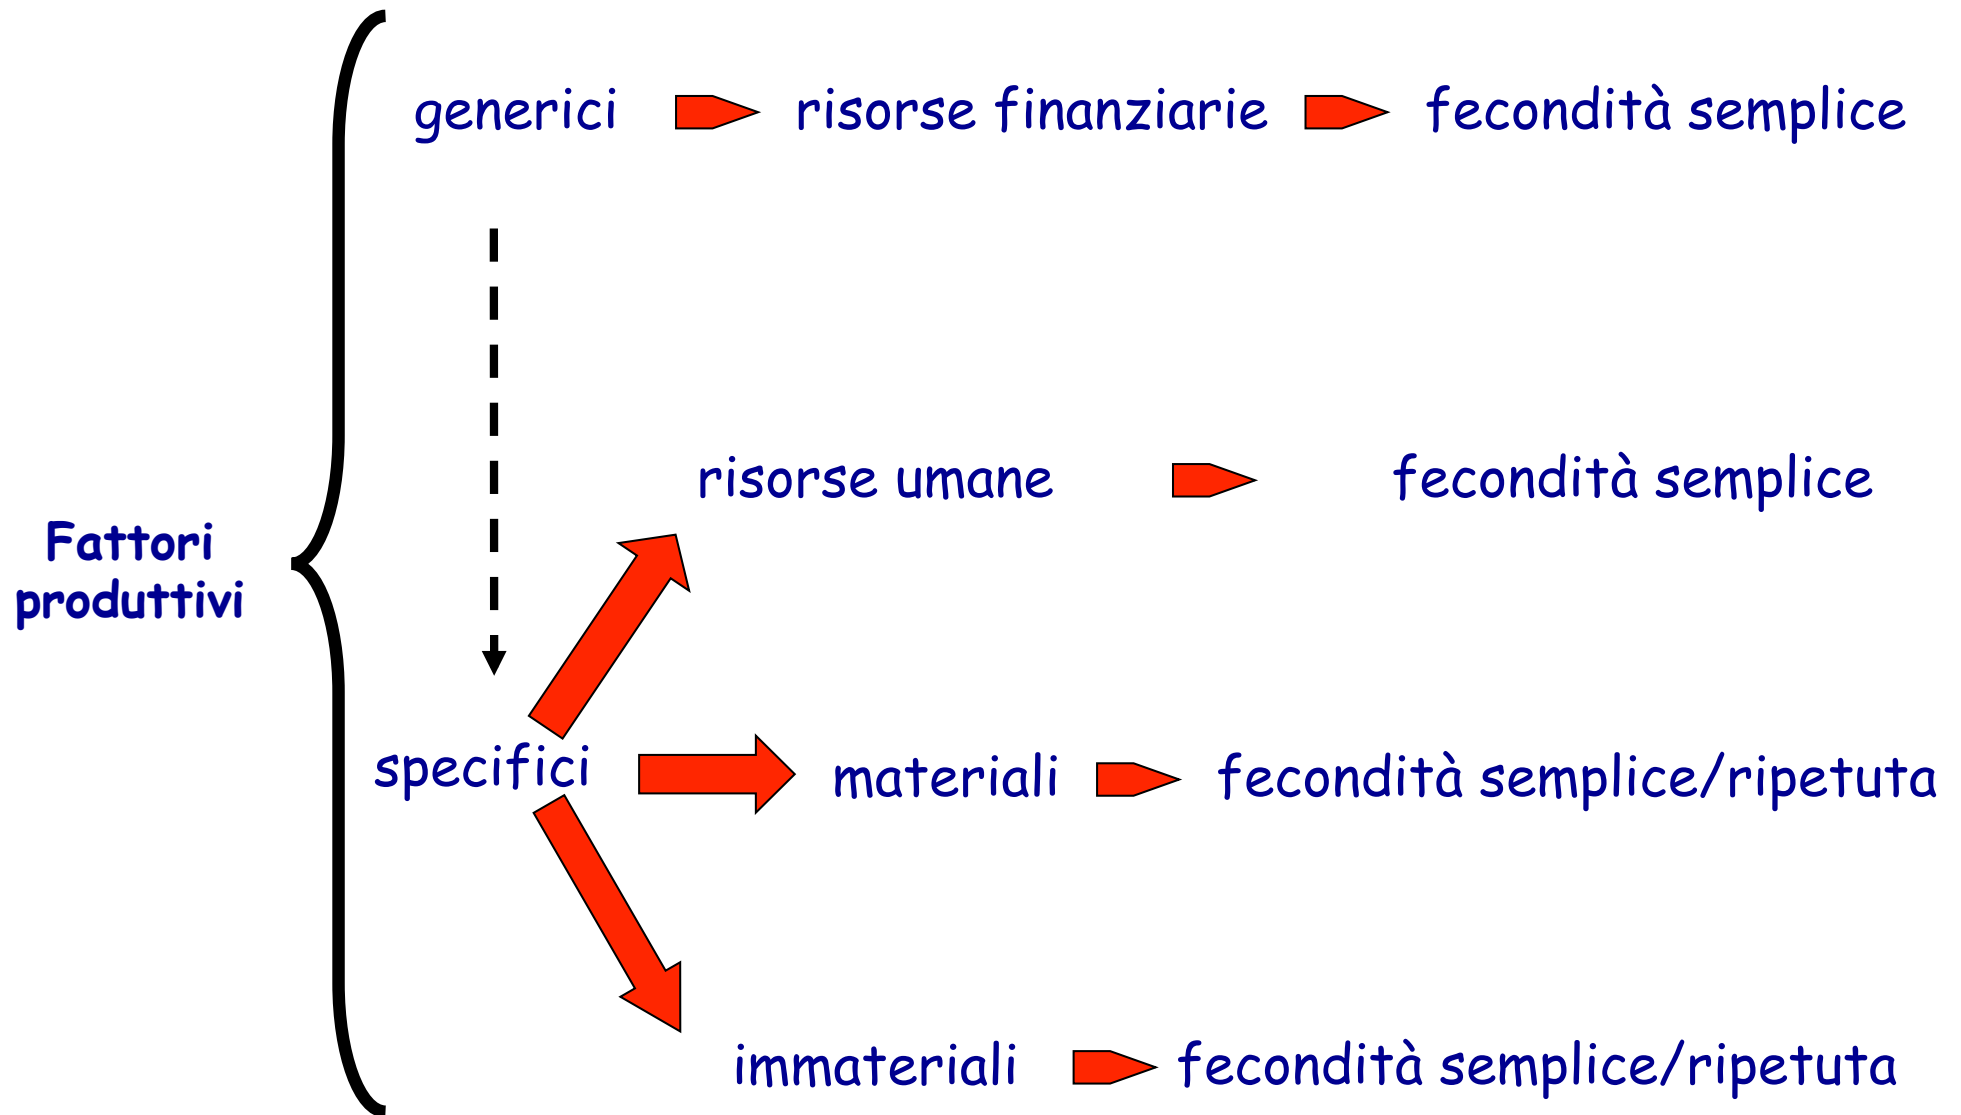 generici risorse finanziarie fecondità semplice
risorse umane fecondità semplice
Fattori
produttivi
specifici materiali fecondità semplice/ripetuta
immateriali fecondità semplice/ripetuta